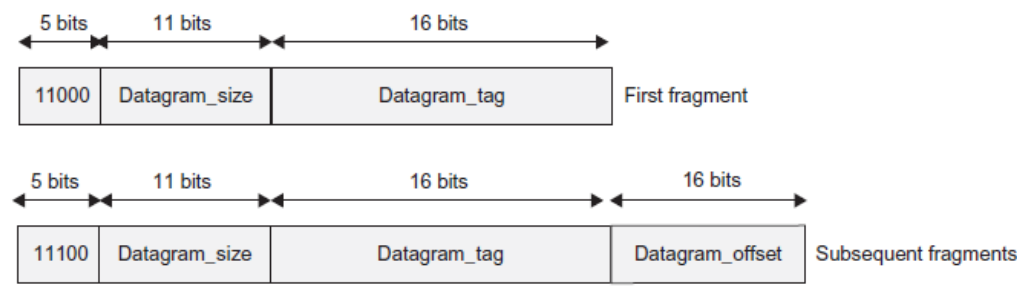 5 bits 11 bits 16 bits
11000 Datagram_size Datagram_tag First fragment
5 bits 11 bits 16 bits 16 bits
11100 Datagram_size Datagram_tag Datagram_offset Subsequent fragments